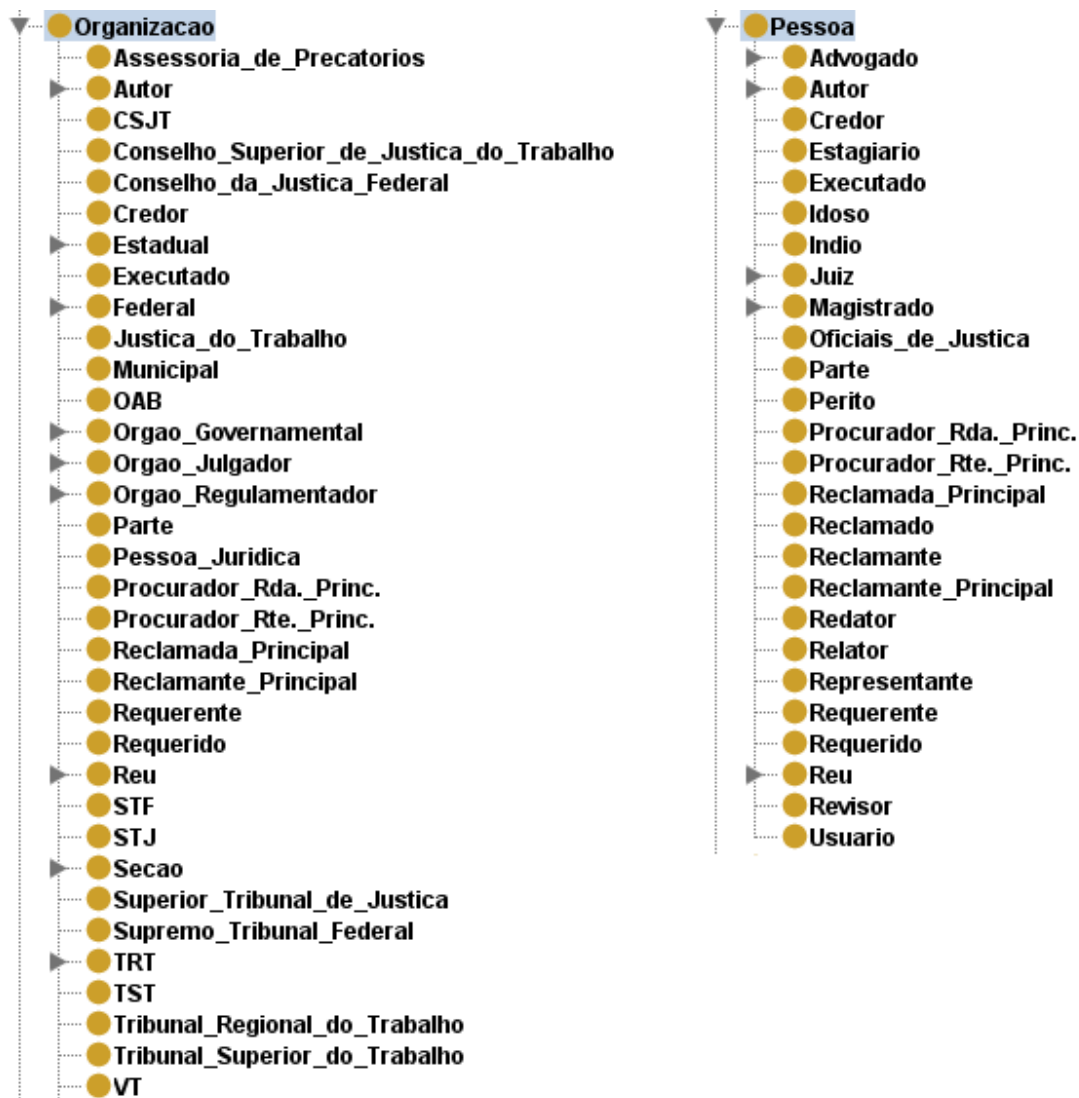 Organizacao
Assessoria_de_Precatorios
Autor
CSJT
Conselho_Superior_de_Justica_do_Trabalho
Conselho_da_Justica_Federal
Credor
Estadual
Executado
Federal
Justica_do_Trabalho
Municipal
OAB
Orgao_Governamental
Orgao_Julgador
Orgao_Regulamentador
Parte
Pessoa_Juridica
Procurador_Rda._Princ.
Procurador_Rte._Princ.
Reclamada_Principal
Reclamante_Principal
Requerente
Requerido
Reu
STF
STJ
Secao
Superior_Tribunal_de_Justica
Supremo_Tribunal_Federal
TRT
TST
Tribunal_Regional_do_Trabalho
Tribunal_Superior_do_Trabalho
VT
Pessoa
Advogado
Autor
Credor
Estagiario
Executado
Idoso
Indio
Juiz
Magistrado
Oficiais_de_Justica
Parte
Perito
Procurador_Rda._Princ.
Procurador_Rte._Princ.
Reclamada_Principal
Reclamado
Reclamante
Reclamante_Principal
Redator
Relator
Representante
Requerente
Requerido
Reu
Revisor
Usuario